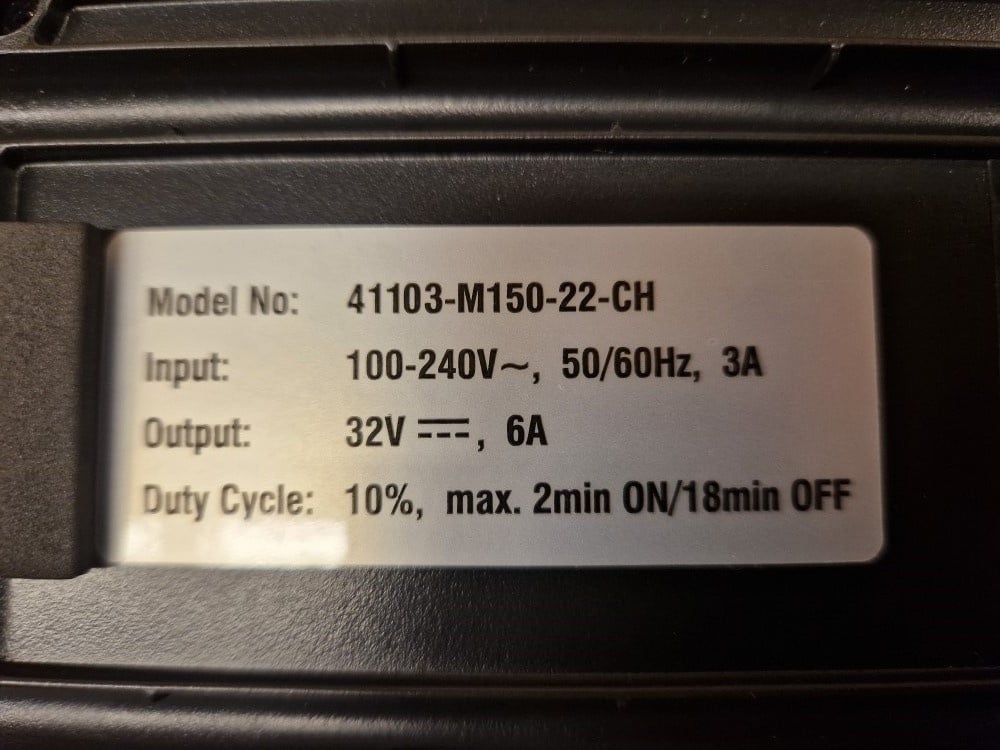 Model No: 41103-M150-22-CH
Input: 100-240V~, 50/60Hz, 3A
Output: 32V ⎓, 6A
Duty Cycle: 10%, max. 2min ON/18min OFF